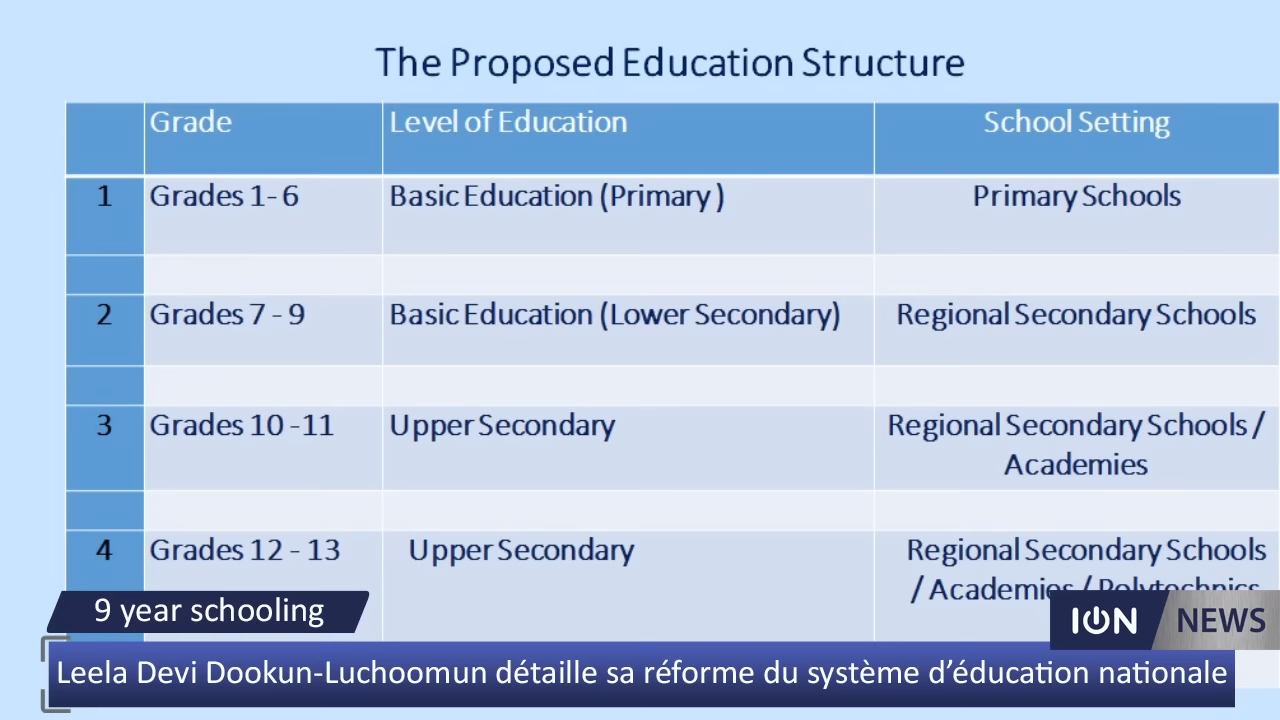 The Proposed Education Structure
Grade Level of Education School Setting
1 Grades 1- 6 Basic Education (Primary ) Primary Schools
2 Grades 7 - 9 Basic Education (Lower Secondary) Regional Secondary Schools
3 Grades 10 -11 Upper Secondary Regional Secondary Schools /
Academies
4 Grades 12 - 13 Upper Secondary Regional Secondary Schools
/ Academies / Polytechnics
9 year schooling
ION NEWS
Leela Devi Dookun-Luchoomun détaille sa réforme du système d’éducation nationale